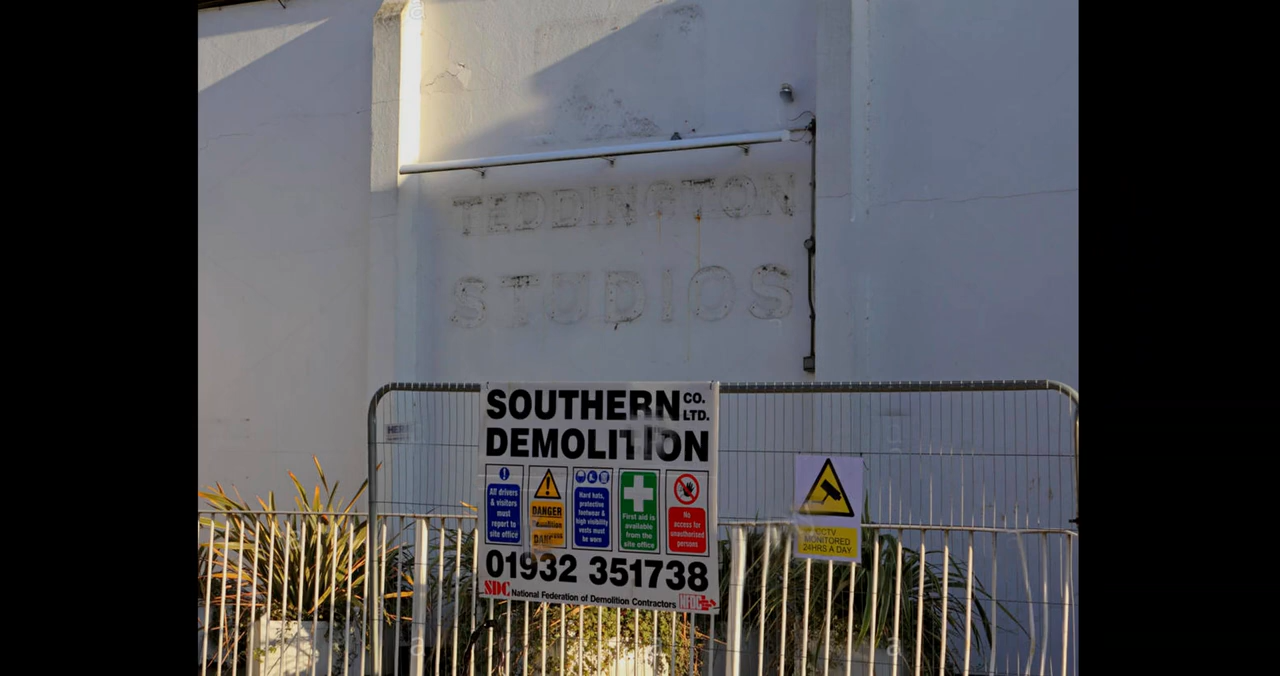 TEDDINGTON
STUDIOS
SOUTHERN CO. LTD.
DEMOLITION
All drivers
& visitors
must
report to
site office
DANGER
Demolition
Hard hats,
protective
footwear &
high visibility
vests must
be worn
First aid is
available
from the
site office
No
access for
unauthorised
persons
01932 351738
SDC National Federation of Demolition Contractors NFDC
CCTV
MONITORED
24HRS A DAY